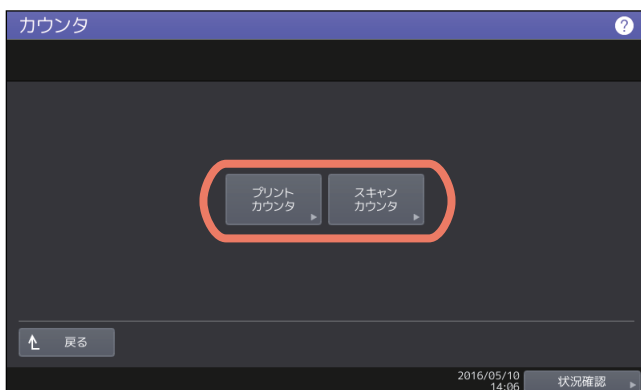 カウンタ
?
プリント
カウンタ
スキャン
カウンタ
戻る
2016/05/10
14:06
状況確認